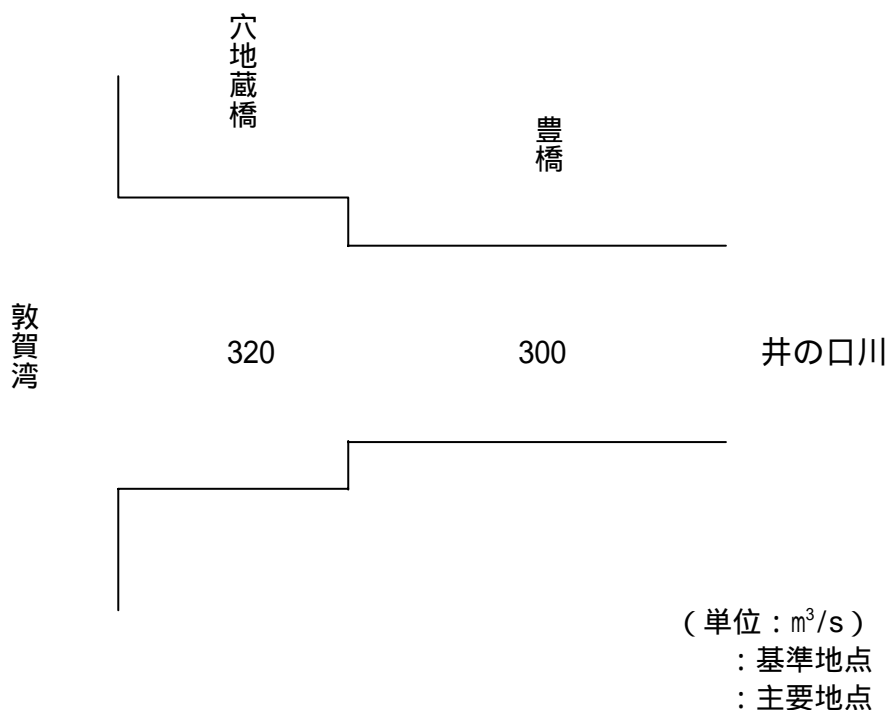 穴地蔵橋
豊橋
敦賀湾
320
300
井の口川
（単位：㎥/s）
：基準地点
：主要地点